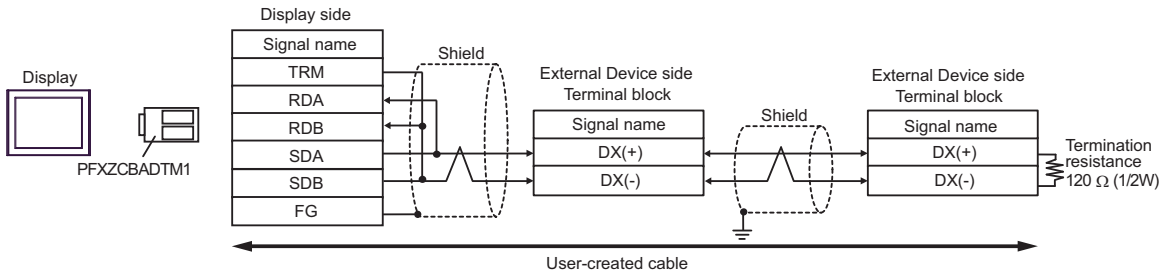 Display
PFXZCBADTM1
Display side
Signal name
TRM
RDA
RDB
SDA
SDB
FG
Shield
External Device side
Terminal block
Signal name
DX(+)
DX(-)
Shield
External Device side
Terminal block
Signal name
DX(+)
DX(-)
Termination
resistance
120 Ω (1/2W)
User-created cable